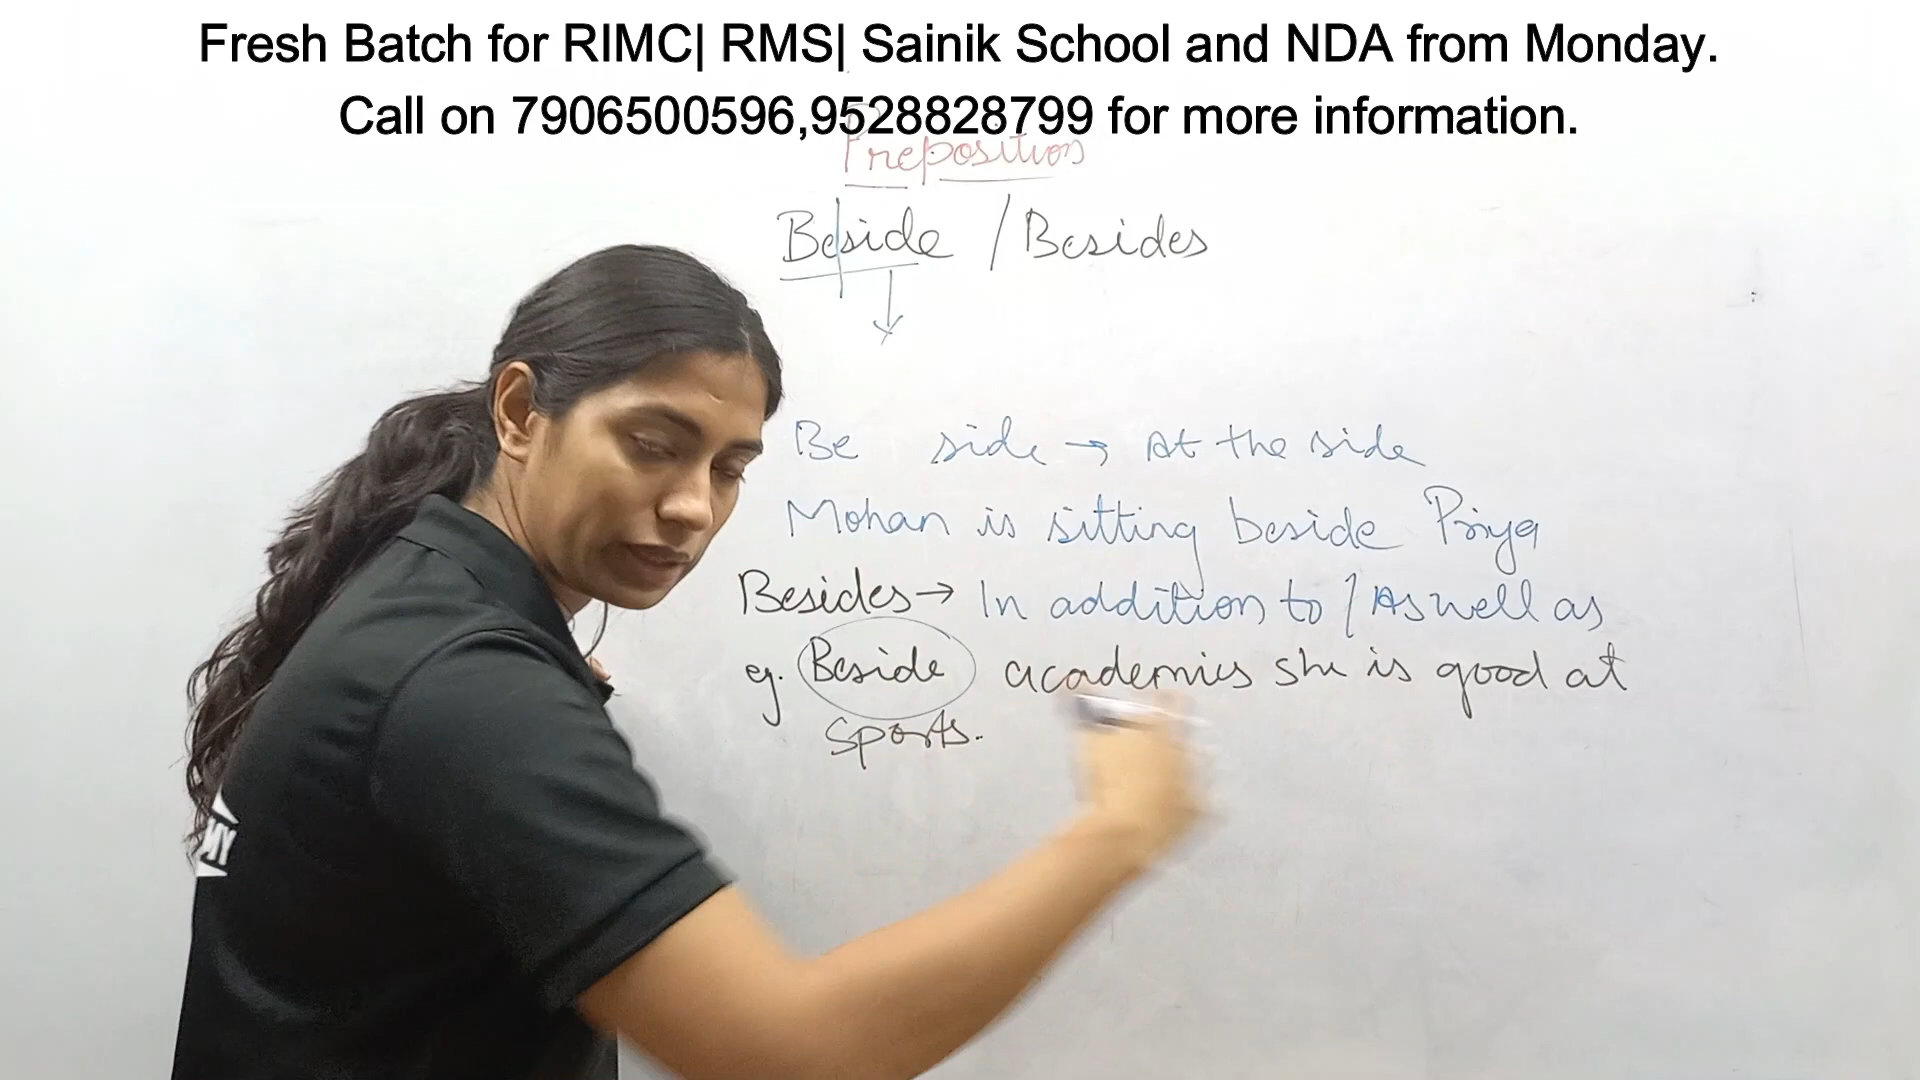 Fresh Batch for RIMC| RMS| Sainik School and NDA from Monday.
Call on 7906500596,9528828799 for more information.
Preposition
Beside / Besides
Be side → At the side
Mohan is sitting beside Priya
Besides → In addition to / As well as
eg. Beside academics she is good at
sports.
MY